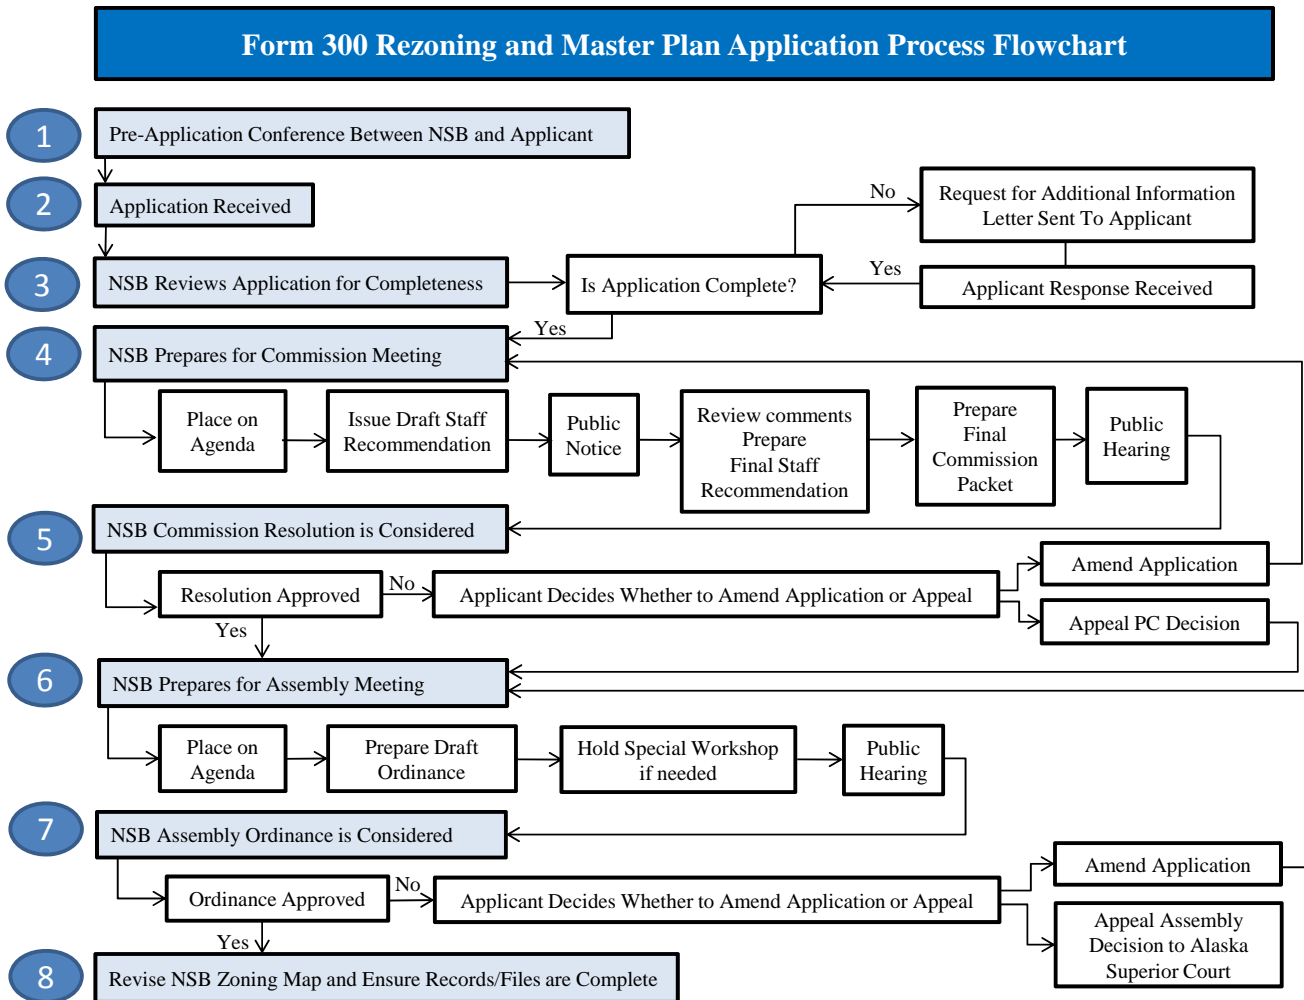 Form 300 Rezoning and Master Plan Application Process Flowchart
1
Pre-Application Conference Between NSB and Applicant
2
Application Received
No
Request for Additional Information
Letter Sent To Applicant
3
NSB Reviews Application for Completeness
Is Application Complete?
Yes
Applicant Response Received
Yes
4
NSB Prepares for Commission Meeting
Place on
Agenda
Issue Draft Staff
Recommendation
Public
Notice
Review comments
Prepare
Final Staff
Recommendation
Prepare
Final
Commission
Packet
Public
Hearing
5
NSB Commission Resolution is Considered
Resolution Approved
No
Applicant Decides Whether to Amend Application or Appeal
Amend Application
Appeal PC Decision
Yes
6
NSB Prepares for Assembly Meeting
Place on
Agenda
Prepare Draft
Ordinance
Hold Special Workshop
if needed
Public
Hearing
7
NSB Assembly Ordinance is Considered
Ordinance Approved
No
Applicant Decides Whether to Amend Application or Appeal
Amend Application
Appeal Assembly
Decision to Alaska
Superior Court
Yes
8
Revise NSB Zoning Map and Ensure Records/Files are Complete